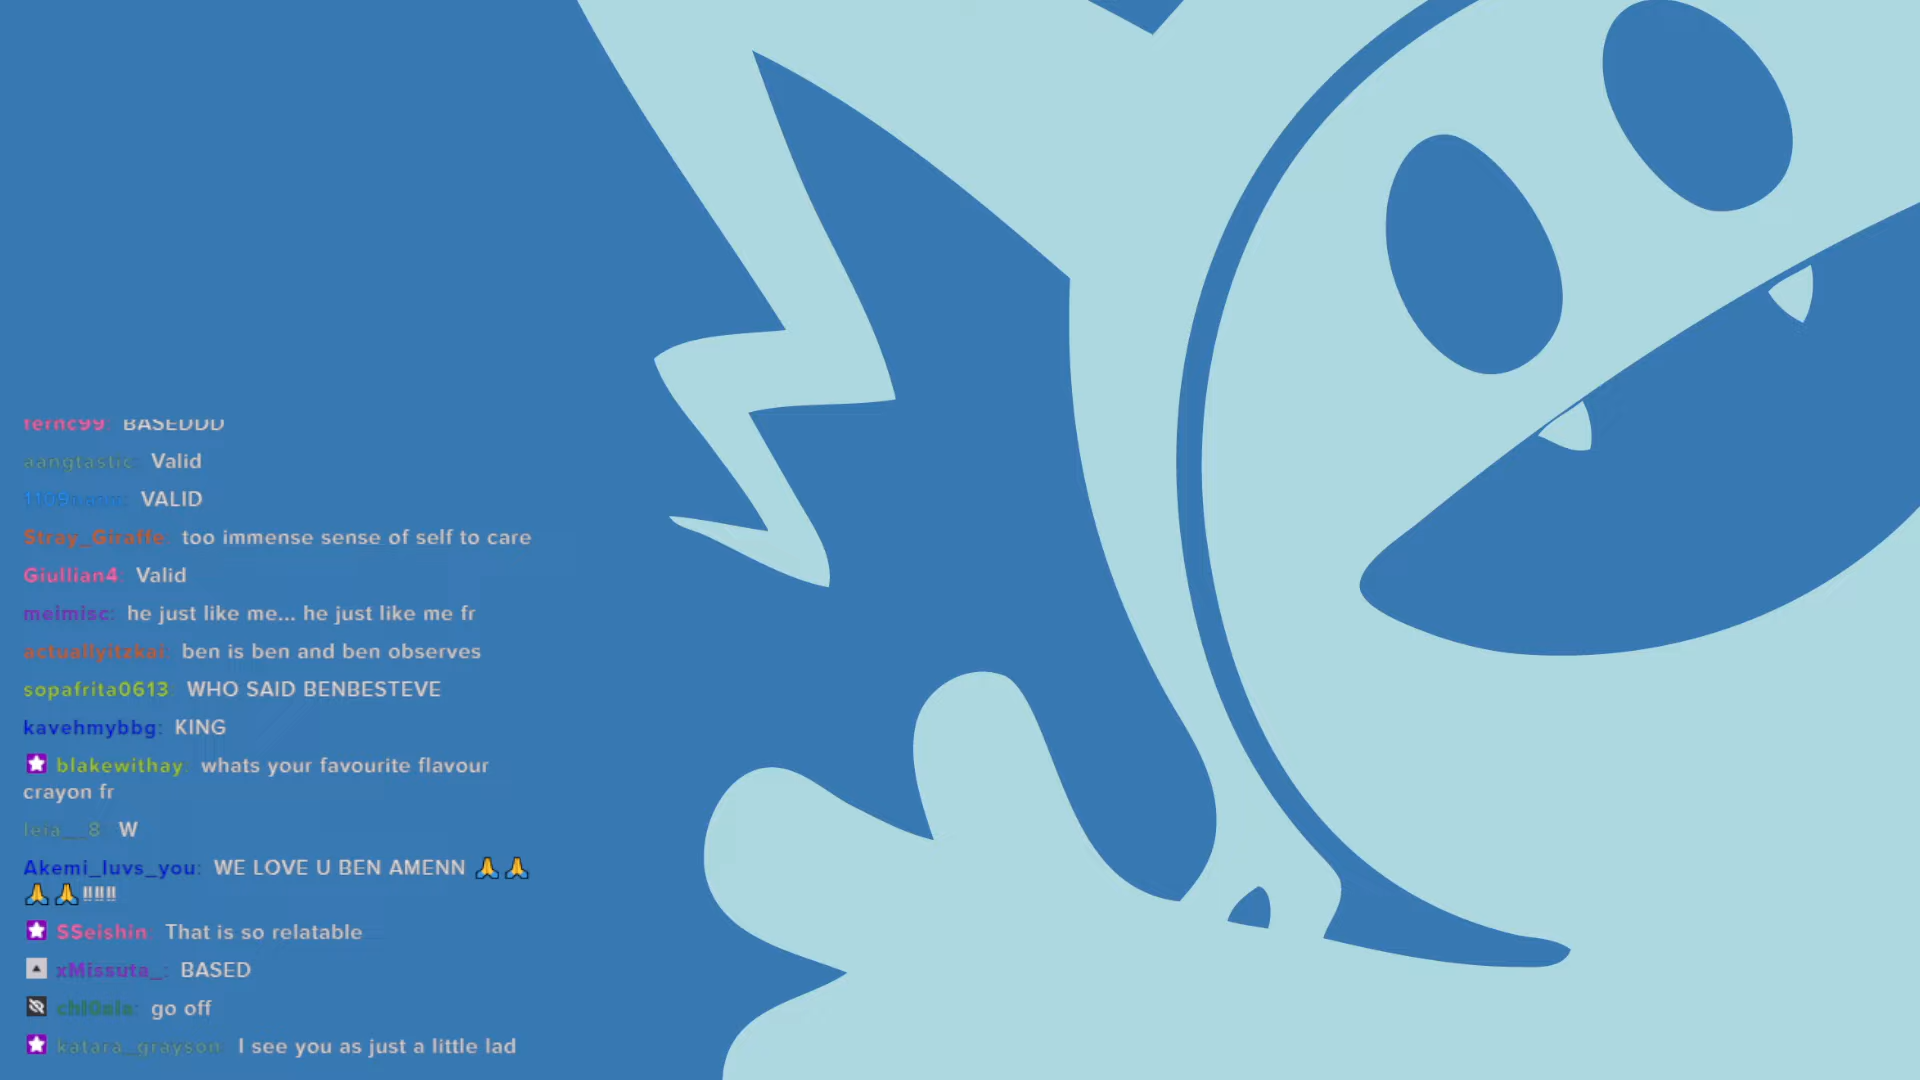 fernc99: BASEDDD
aangtastic: Valid
VALID
Stray_Giraffe: too immense sense of self to care
Giullian4: Valid
meimisc: he just like me... he just like me fr
actuallyitzkai: ben is ben and ben observes
sopafrita0613: WHO SAID BENBESTEVE
kavehmybbg: KING
blakewithay: whats your favourite flavour
crayon fr
leia__8: W
Akemi_luvs_you: WE LOVE U BEN AMENN 🙏🙏
🙏🙏!!!!!!
SSeishin: That is so relatable
xMissuta_: BASED
go off
katara_grayson: I see you as just a little lad